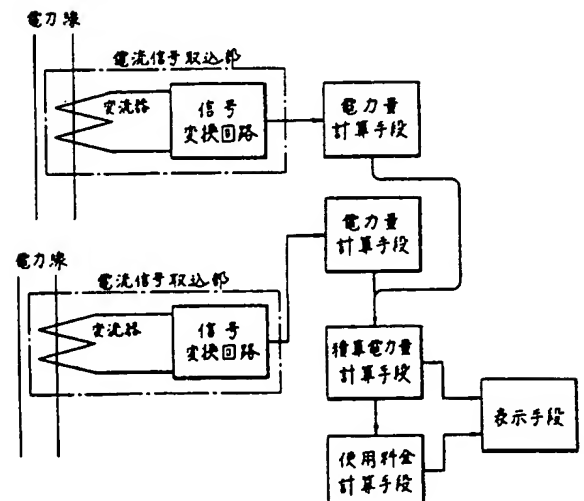 電力線
電流信号取込部
変流器
信号
変換回路
電力量
計算手段
電力量
計算手段
電力線
電流信号取込部
変流器
信号
変換回路
積算電力量
計算手段
表示手段
使用料金
計算手段